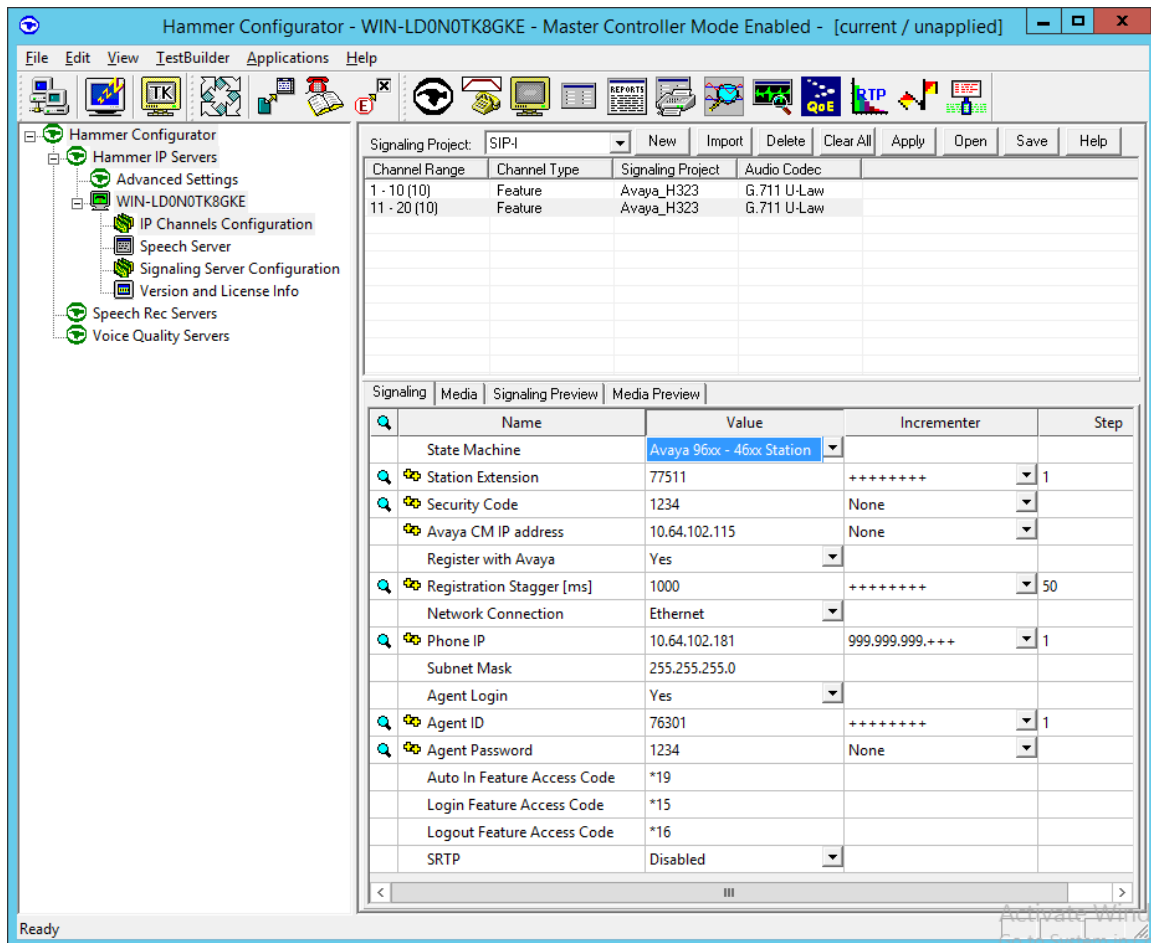 Hammer Configurator - WIN-LD0N0TK8GKE - Master Controller Mode Enabled - [current / unapplied]
File Edit View TestBuilder Applications Help
TK
REPORTS
QoE
RTP
Hammer Configurator
Hammer IP Servers
Advanced Settings
WIN-LD0N0TK8GKE
IP Channels Configuration
Speech Server
Signaling Server Configuration
Version and License Info
Speech Rec Servers
Voice Quality Servers
Signaling Project: SIP-I New Import Delete Clear All Apply Open Save Help
Channel Range Channel Type Signaling Project Audio Codec
1 - 10 (10) Feature Avaya_H323 G.711 U-Law
11 - 20 (10) Feature Avaya_H323 G.711 U-Law
Signaling Media Signaling Preview Media Preview
Name Value Incrementer Step
State Machine Avaya 96xx - 46xx Station
Station Extension 77511 ++++++++ 1
Security Code 1234 None
Avaya CM IP address 10.64.102.115 None
Register with Avaya Yes
Registration Stagger [ms] 1000 ++++++++ 50
Network Connection Ethernet
Phone IP 10.64.102.181 999.999.999.+++ 1
Subnet Mask 255.255.255.0
Agent Login Yes
Agent ID 76301 ++++++++ 1
Agent Password 1234 None
Auto In Feature Access Code *19
Login Feature Access Code *15
Logout Feature Access Code *16
SRTP Disabled
Activate Wind
Ready